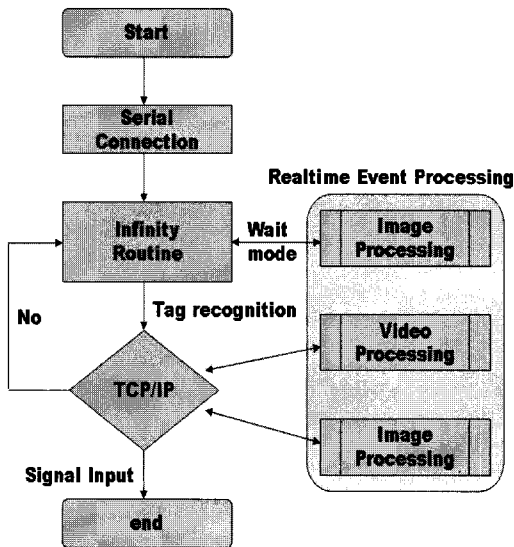 Start
Serial
Connection
Realtime Event Processing
Infinity
Routine
Wait
mode
Image
Processing
No
Tag recognition
Video
Processing
TCP/IP
Image
Processing
Signal Input
end